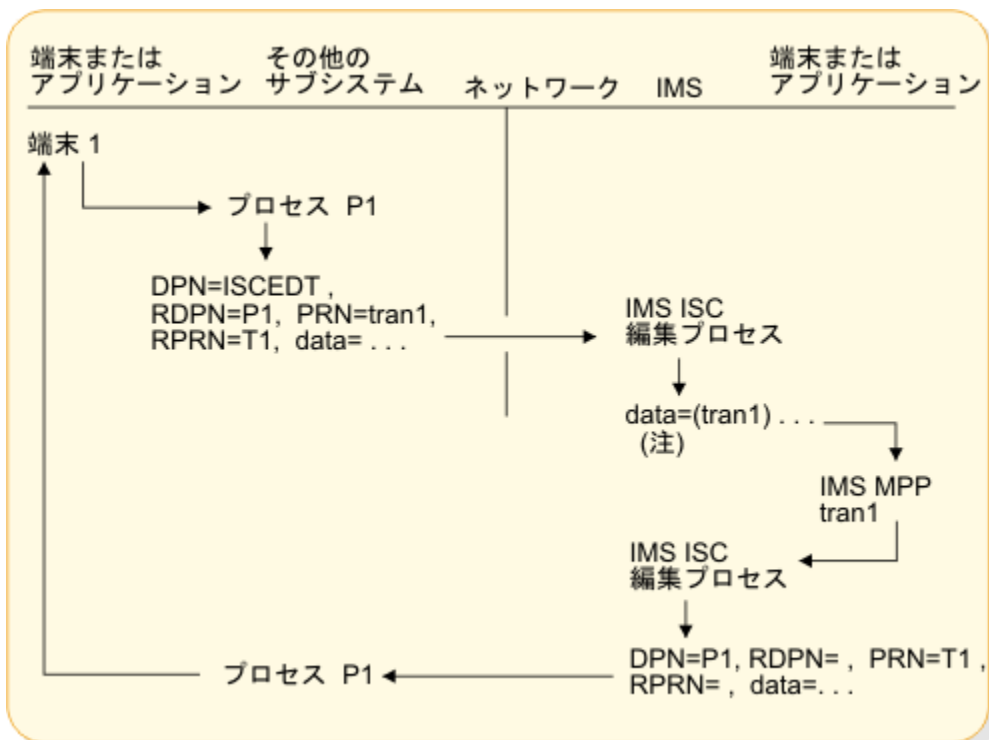 端末または
アプリケーション
その他の
サブシステム
ネットワーク
IMS
端末または
アプリケーション
端末 1
プロセス P1
DPN=ISCEDT ,
RDPN=P1, PRN=tran1,
RPRN=T1, data= . . .
IMS ISC
編集プロセス
data=(tran1) . . .
(注)
IMS MPP
tran1
IMS ISC
編集プロセス
DPN=P1, RDPN= , PRN=T1 ,
RPRN= , data=. . .
プロセス P1